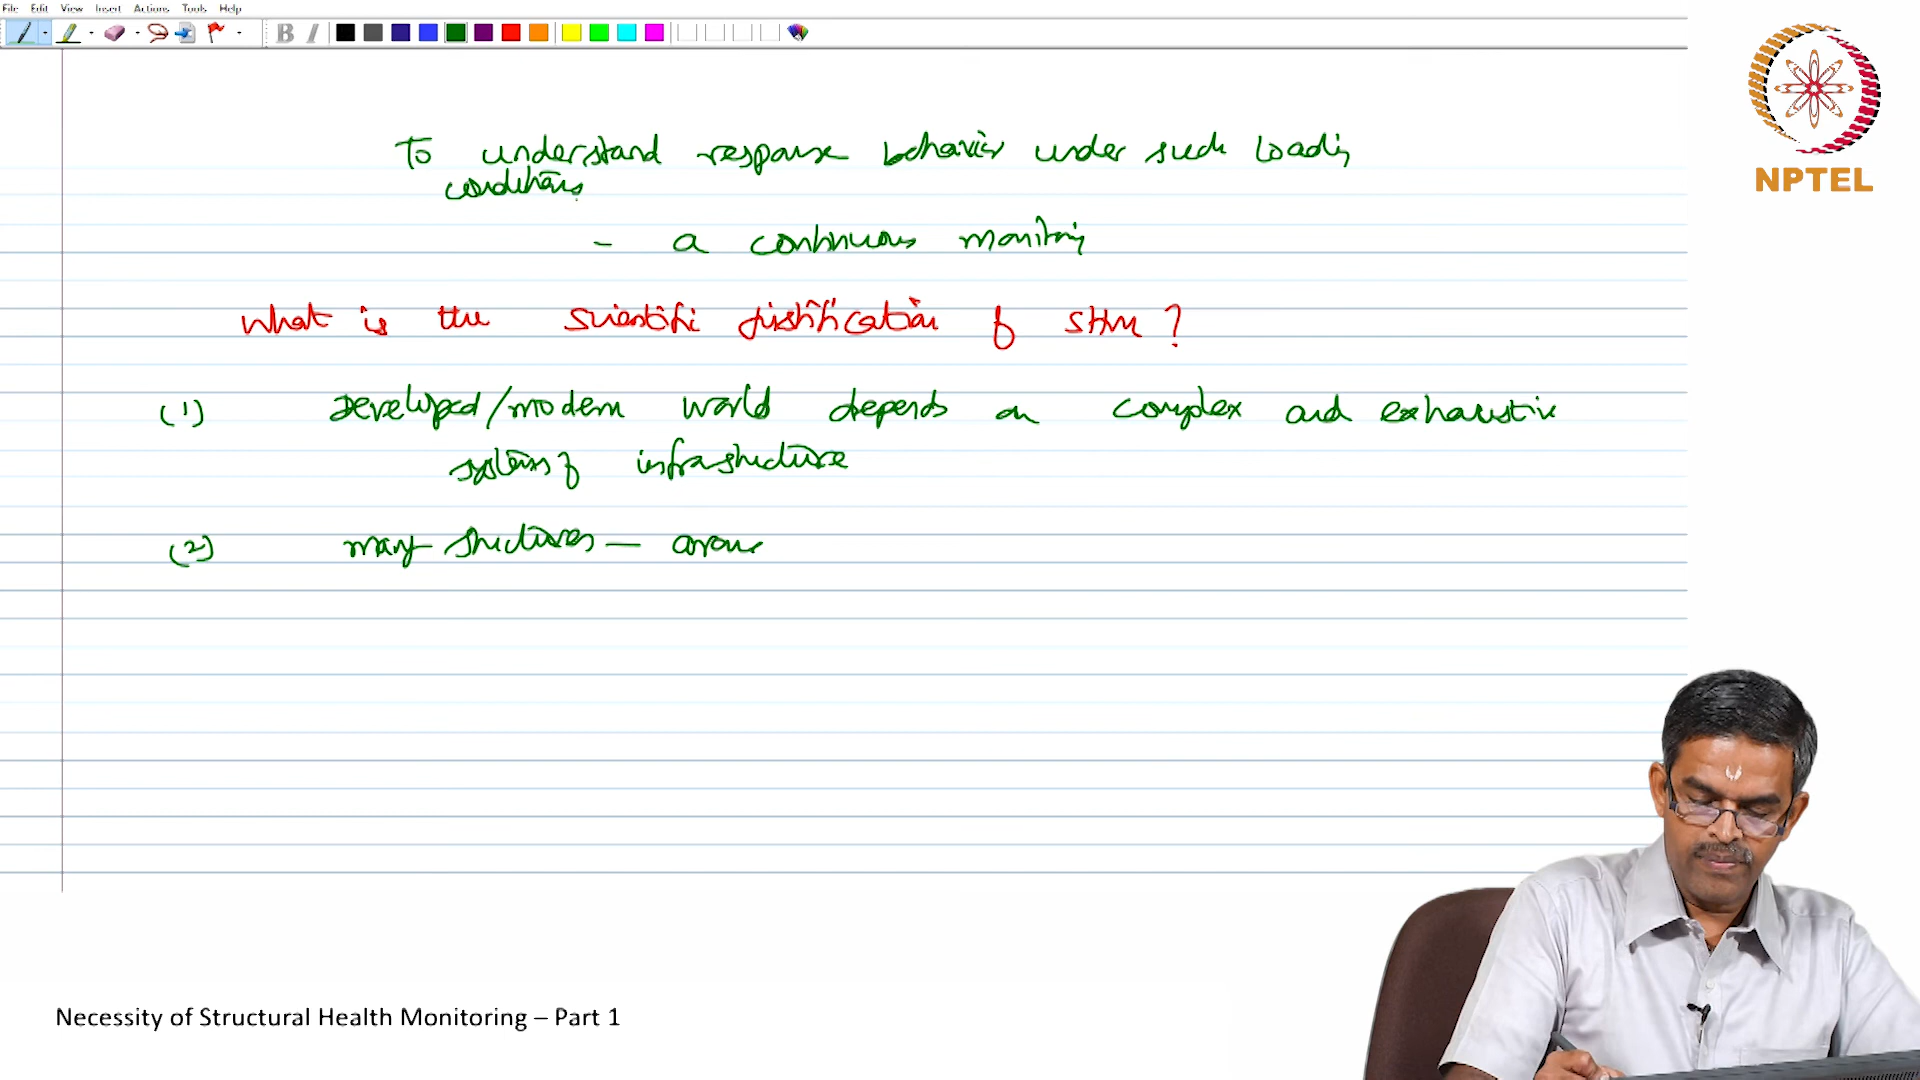 File Edit View Insert Actions Tools Help
B I
NPTEL
To understand response behavior under such loading
conditions
- a continuous monitoring
What is the scientific justification of SHM ?
(1) Developed/modern world depends on complex and exhaustive
systems of infrastructure
(2) many structures —
Necessity of Structural Health Monitoring – Part 1